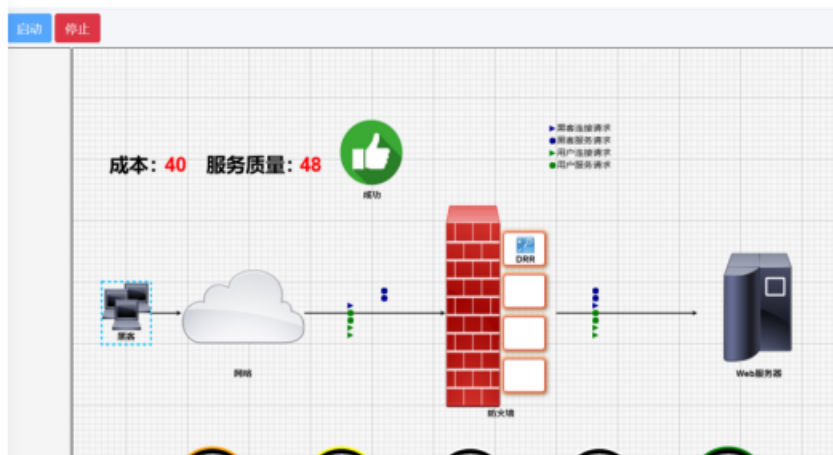 启动 停止
黑客连接请求
黑客服务请求
用户连接请求
用户服务请求
成本：40 服务质量：48
成功
DRR
黑客
网络
Web服务器
防火墙